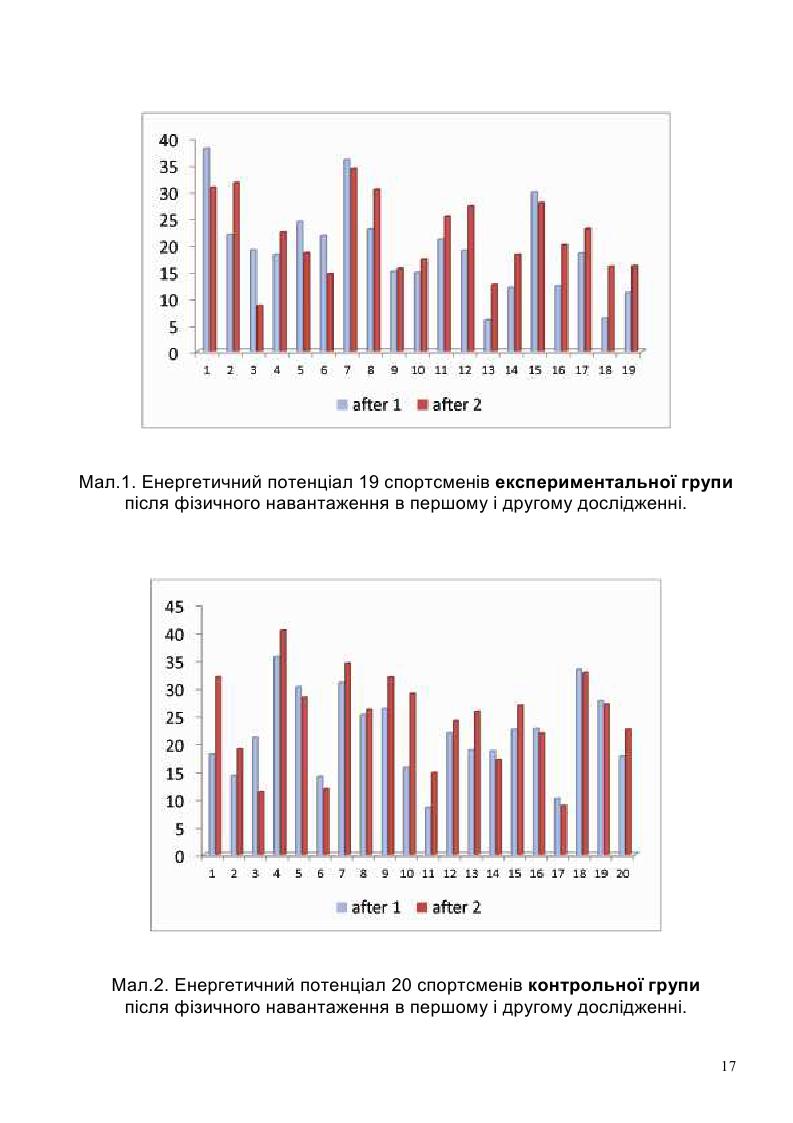 40
35
30
25
20
15
10
5
0
1 2 3 4 5 6 7 8 9 10 11 12 13 14 15 16 17 18 19
after 1 after 2
Мал.1. Енергетичний потенціал 19 спортсменів експериментальної групи
після фізичного навантаження в першому і другому дослідженні.
45
40
35
30
25
20
15
10
5
0
1 2 3 4 5 6 7 8 9 10 11 12 13 14 15 16 17 18 19 20
after 1 after 2
Мал.2. Енергетичний потенціал 20 спортсменів контрольної групи
після фізичного навантаження в першому і другому дослідженні.
17